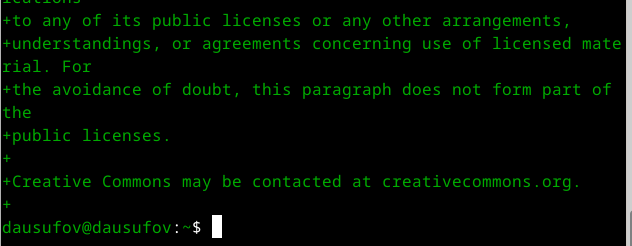 ications
+to any of its public licenses or any other arrangements,
+understandings, or agreements concerning use of licensed mate
rial. For
+the avoidance of doubt, this paragraph does not form part of
the
+public licenses.
+
+Creative Commons may be contacted at creativecommons.org.
+
dausufov@dausufov:~$